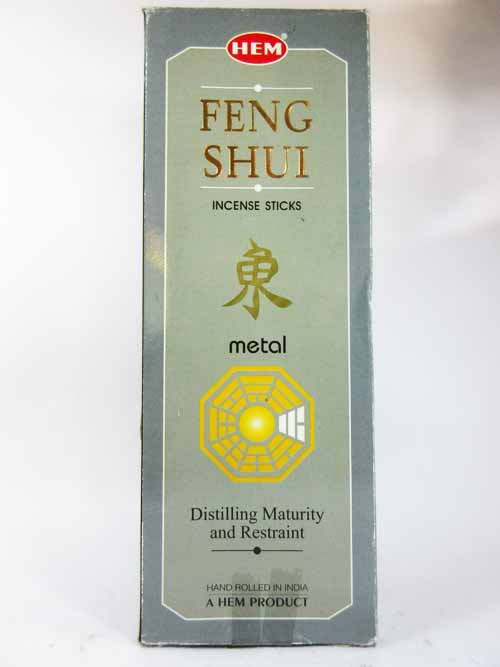 HEM
FENG
SHUI
INCENSE STICKS
metal
Distilling Maturity
and Restraint
HAND ROLLED IN INDIA
A HEM PRODUCT